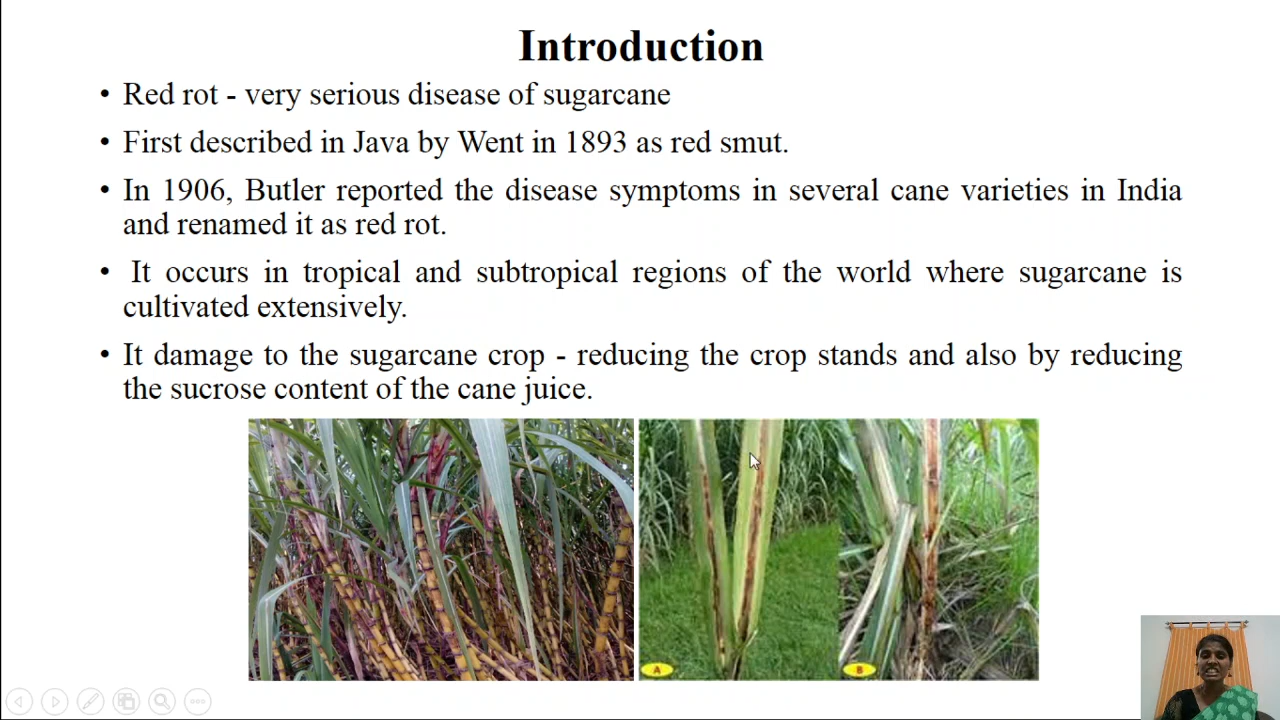 Introduction
• Red rot - very serious disease of sugarcane
• First described in Java by Went in 1893 as red smut.
• In 1906, Butler reported the disease symptoms in several cane varieties in India
and renamed it as red rot.
• It occurs in tropical and subtropical regions of the world where sugarcane is
cultivated extensively.
• It damage to the sugarcane crop - reducing the crop stands and also by reducing
the sucrose content of the cane juice.
A
B